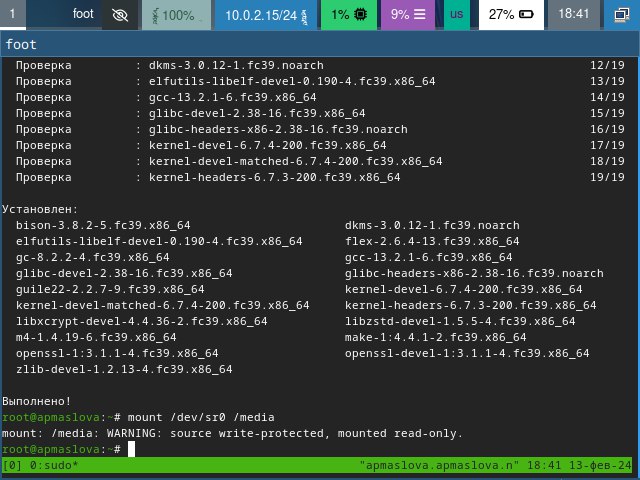 1 foot 100% 10.0.2.15/24 1% 9% us 27% 18:41
foot
Проверка : dkms-3.0.12-1.fc39.noarch 12/19
Проверка : elfutils-libelf-devel-0.190-4.fc39.x86_64 13/19
Проверка : gcc-13.2.1-6.fc39.x86_64 14/19
Проверка : glibc-devel-2.38-16.fc39.x86_64 15/19
Проверка : glibc-headers-x86-2.38-16.fc39.noarch 16/19
Проверка : kernel-devel-6.7.4-200.fc39.x86_64 17/19
Проверка : kernel-devel-matched-6.7.4-200.fc39.x86_64 18/19
Проверка : kernel-headers-6.7.3-200.fc39.x86_64 19/19
Установлен:
bison-3.8.2-5.fc39.x86_64 dkms-3.0.12-1.fc39.noarch
elfutils-libelf-devel-0.190-4.fc39.x86_64 flex-2.6.4-13.fc39.x86_64
gc-8.2.2-4.fc39.x86_64 gcc-13.2.1-6.fc39.x86_64
glibc-devel-2.38-16.fc39.x86_64 glibc-headers-x86-2.38-16.fc39.noarch
guile22-2.2.7-9.fc39.x86_64 kernel-devel-6.7.4-200.fc39.x86_64
kernel-devel-matched-6.7.4-200.fc39.x86_64 kernel-headers-6.7.3-200.fc39.x86_64
libxcrypt-devel-4.4.36-2.fc39.x86_64 libzstd-devel-1.5.5-4.fc39.x86_64
m4-1.4.19-6.fc39.x86_64 make-1:4.4.1-2.fc39.x86_64
openssl-1:3.1.1-4.fc39.x86_64 openssl-devel-1:3.1.1-4.fc39.x86_64
zlib-devel-1.2.13-4.fc39.x86_64
Выполнено!
root@apmaslova:~# mount /dev/sr0 /media
mount: /media: WARNING: source write-protected, mounted read-only.
root@apmaslova:~#
[0] 0:sudo* "apmaslova.apmaslova.n" 18:41 13-фев-24